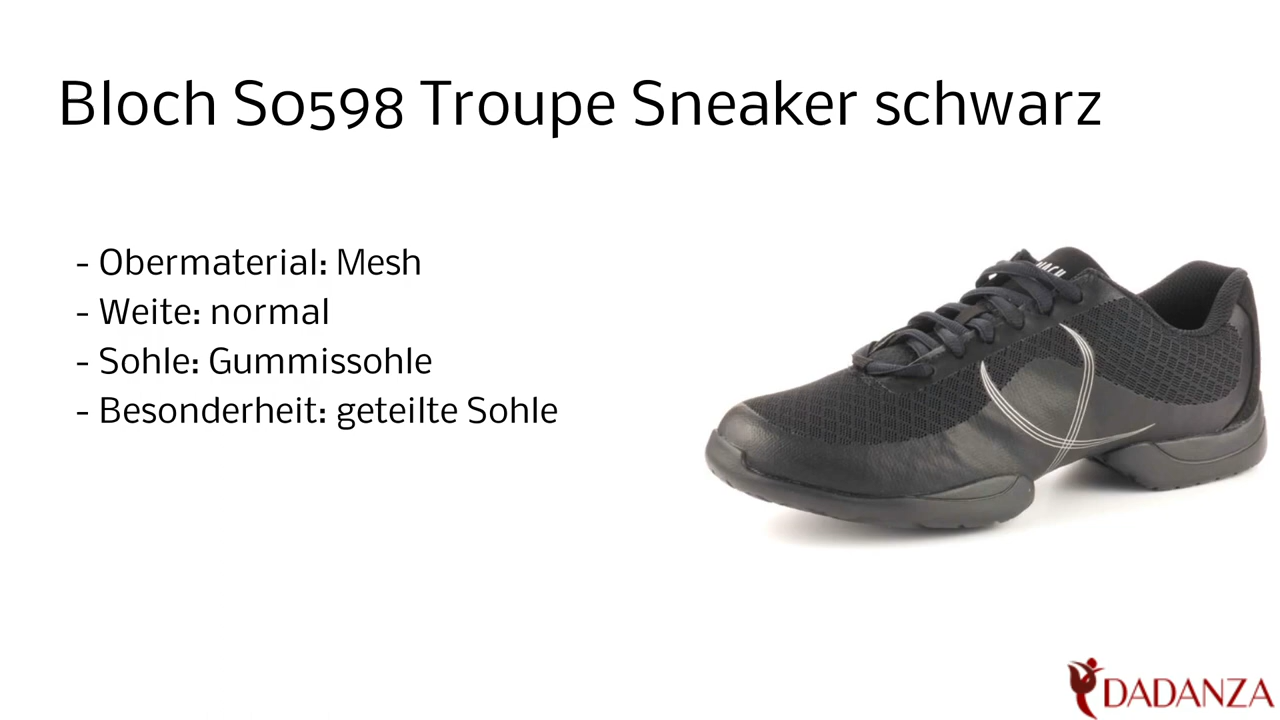 Bloch S0598 Troupe Sneaker schwarz
- Obermaterial: Mesh
- Weite: normal
- Sohle: Gummissohle
- Besonderheit: geteilte Sohle
DADANZA